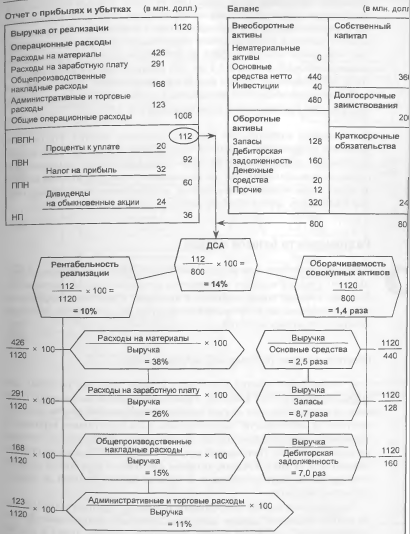 Отчет о прибылях и убытках (в млн. долл.)
Выручка от реализации 1120
Операционные расходы
Расходы на материалы 426
Расходы на заработную плату 291
Общепроизводственные
накладные расходы 168
Административные и торговые
расходы 123
Общие операционные расходы 1008
ПВПН 112
Проценты к уплате 20
ПВН 92
Налог на прибыль 32
ППН 60
Дивиденды
на обыкновенные акции 24
НП 36
Баланс (в млн. долл
Внеоборотные
активы
Нематериальные
активы 0
Основные
средства нетто 440
Инвестиции 40
480
Оборотные
активы
Запасы 128
Дебиторская
задолженность 160
Денежные
средства 20
Прочие 12
320
800
Собственный
капитал
36
Долгосрочные
заимствования
20
Краткосрочные
обязательства
24
80
ДСА
112
800
× 100 =
= 14%
Рентабельность
реализации
112
1120
× 100 =
= 10%
Оборачиваемость
совокупных активов
1120
800
= 1,4 раза
426
1120
× 100
Расходы на материалы
Выручка
× 100
= 38%
Выручка
Основные средства
= 2,5 раза
1120
440
291
1120
× 100
Расходы на заработную плату
Выручка
× 100
= 26%
Выручка
Запасы
= 8,7 раза
1120
128
168
1120
× 100
Общепроизводственные
накладные расходы
Выручка
× 100
= 15%
Выручка
Дебиторская
задолженность
= 7,0 раз
1120
160
123
1120
× 100
Административные и торговые расходы
Выручка
× 100
= 11%